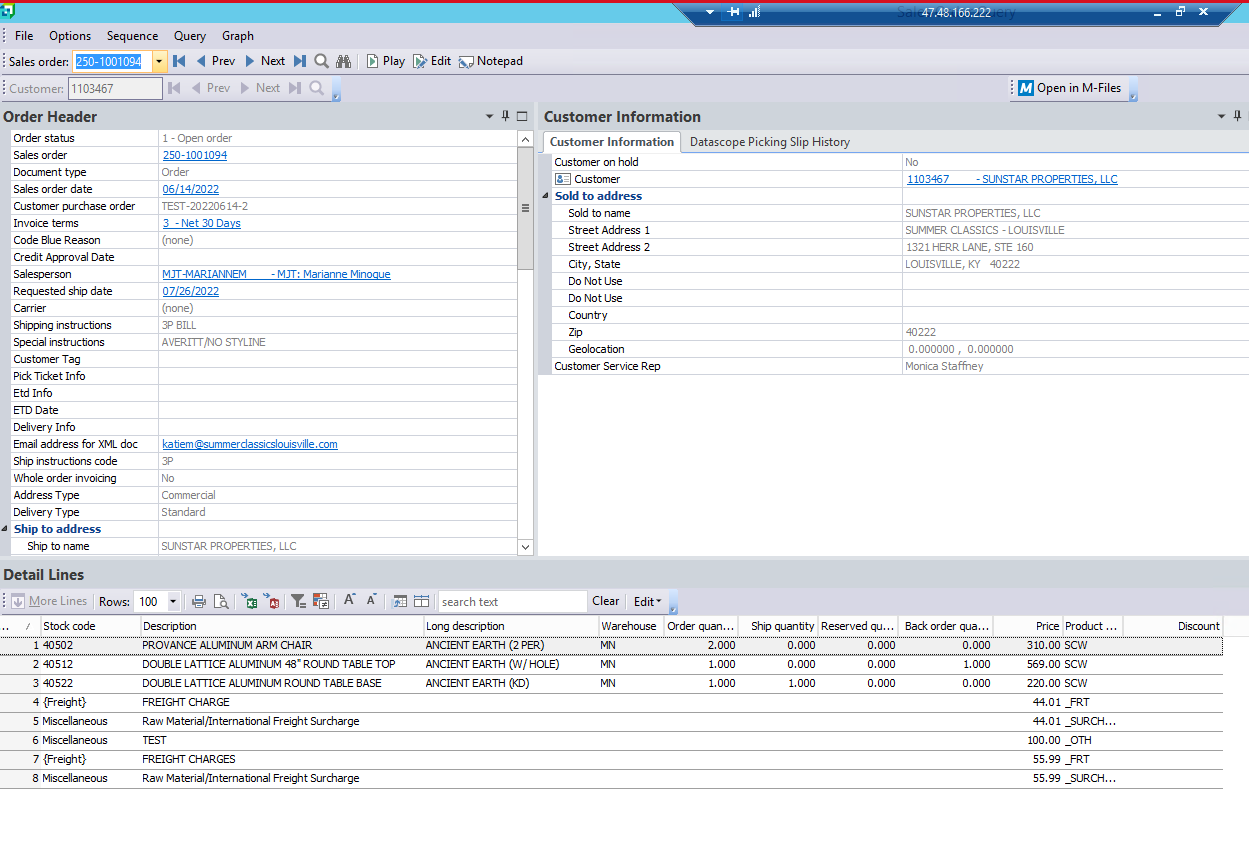 47.48.166.222
File Options Sequence Query Graph
Sales order: 250-1001094 Prev Next Play Edit Notepad
Customer: 1103467 Prev Next M Open in M-Files
Order Header
Order status 1 - Open order
Sales order 250-1001094
Document type Order
Sales order date 06/14/2022
Customer purchase order TEST-20220614-2
Invoice terms 3 - Net 30 Days
Code Blue Reason (none)
Credit Approval Date
Salesperson MJT-MARIANNEM - MJT: Marianne Minogue
Requested ship date 07/26/2022
Carrier (none)
Shipping instructions 3P BILL
Special instructions AVERITT/NO STYLINE
Customer Tag
Pick Ticket Info
Etd Info
ETD Date
Delivery Info
Email address for XML doc katiem@summerclassicslouisville.com
Ship instructions code 3P
Whole order invoicing No
Address Type Commercial
Delivery Type Standard
Ship to address
Ship to name SUNSTAR PROPERTIES, LLC
Customer Information
Customer Information Datascope Picking Slip History
Customer on hold No
Customer 1103467 - SUNSTAR PROPERTIES, LLC
Sold to address
Sold to name SUNSTAR PROPERTIES, LLC
Street Address 1 SUMMER CLASSICS - LOUISVILLE
Street Address 2 1321 HERR LANE, STE 160
City, State LOUISVILLE, KY 40222
Do Not Use
Do Not Use
Country
Zip 40222
Geolocation 0.000000 , 0.000000
Customer Service Rep Monica Staffney
Detail Lines
More Lines Rows: 100 A A search text Clear Edit
... / Stock code Description Long description Warehouse Order quan... Ship quantity Reserved qu... Back order qua... Price Product ... Discount
1 40502 PROVANCE ALUMINUM ARM CHAIR ANCIENT EARTH (2 PER) MN 2.000 0.000 0.000 0.000 310.00 SCW
2 40512 DOUBLE LATTICE ALUMINUM 48" ROUND TABLE TOP ANCIENT EARTH (W/ HOLE) MN 1.000 0.000 0.000 1.000 569.00 SCW
3 40522 DOUBLE LATTICE ALUMINUM ROUND TABLE BASE ANCIENT EARTH (KD) MN 1.000 1.000 0.000 0.000 220.00 SCW
4 {Freight} FREIGHT CHARGE 44.01 _FRT
5 Miscellaneous Raw Material/International Freight Surcharge 44.01 _SURCH...
6 Miscellaneous TEST 100.00 _OTH
7 {Freight} FREIGHT CHARGES 55.99 _FRT
8 Miscellaneous Raw Material/International Freight Surcharge 55.99 _SURCH...